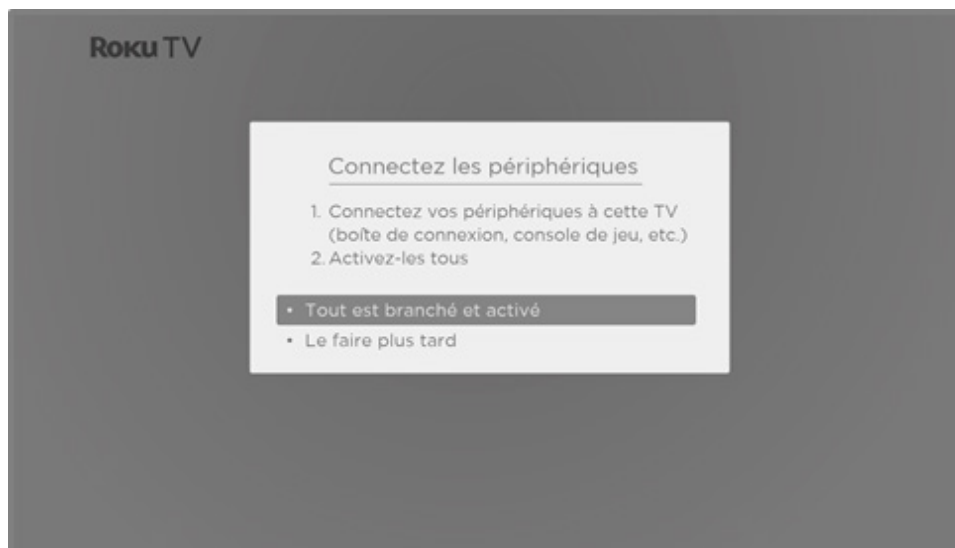 Roku TV
Connectez les périphériques
1. Connectez vos périphériques à cette TV
(boîte de connexion, console de jeu, etc.)
2. Activez-les tous
• Tout est branché et activé
• Le faire plus tard